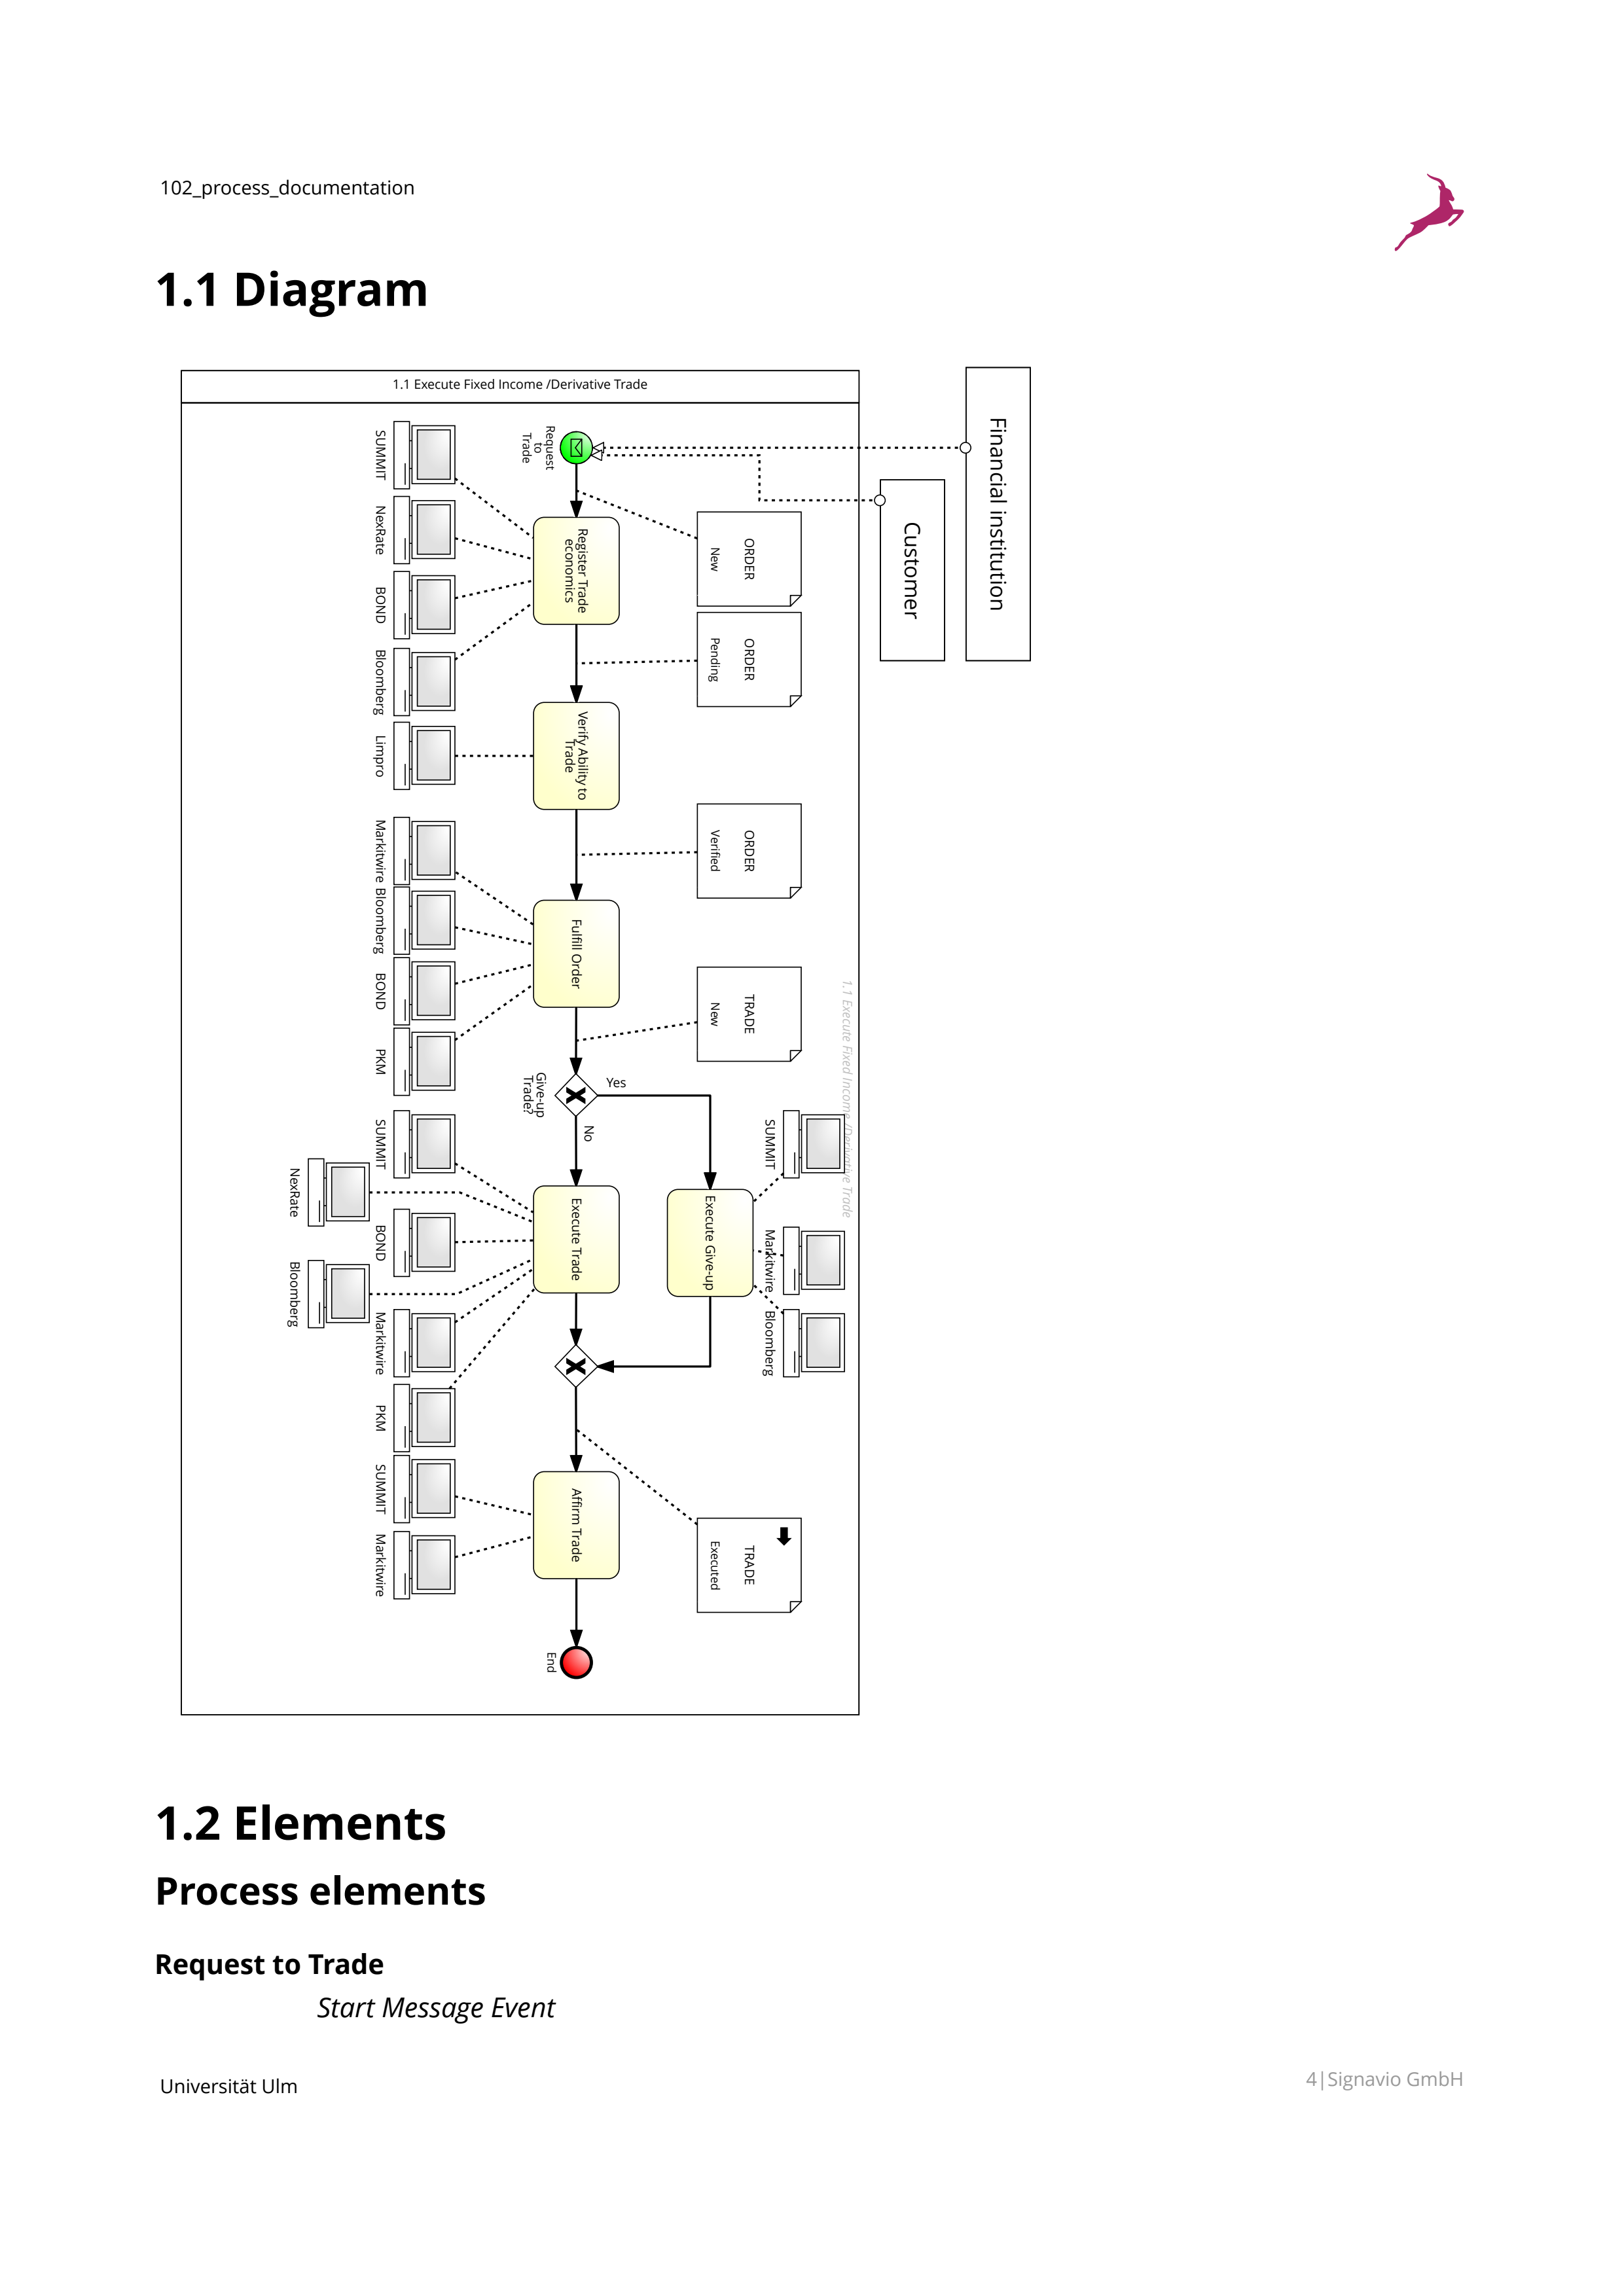 102_process_documentation
1.1 Diagram
1.1 Execute Fixed Income /Derivative Trade
Financial institution
Customer
1.1 Execute Fixed Income /Derivative Trade
ORDER
New
ORDER
Pending
ORDER
Verified
TRADE
New
TRADE
Executed
SUMMIT
Markitwire
Bloomberg
Execute Give-up
Request
to
Trade
Register Trade
economics
Verify Ability to
Trade
Fulfill Order
Give-up
Trade?
Yes
No
Execute Trade
Affirm Trade
End
SUMMIT
NexRate
BOND
Bloomberg
Limpro
Markitwire
Bloomberg
BOND
PKM
SUMMIT
NexRate
BOND
Bloomberg
Markitwire
PKM
SUMMIT
Markitwire
1.2 Elements
Process elements
Request to Trade
Start Message Event
Universität Ulm
4|Signavio GmbH